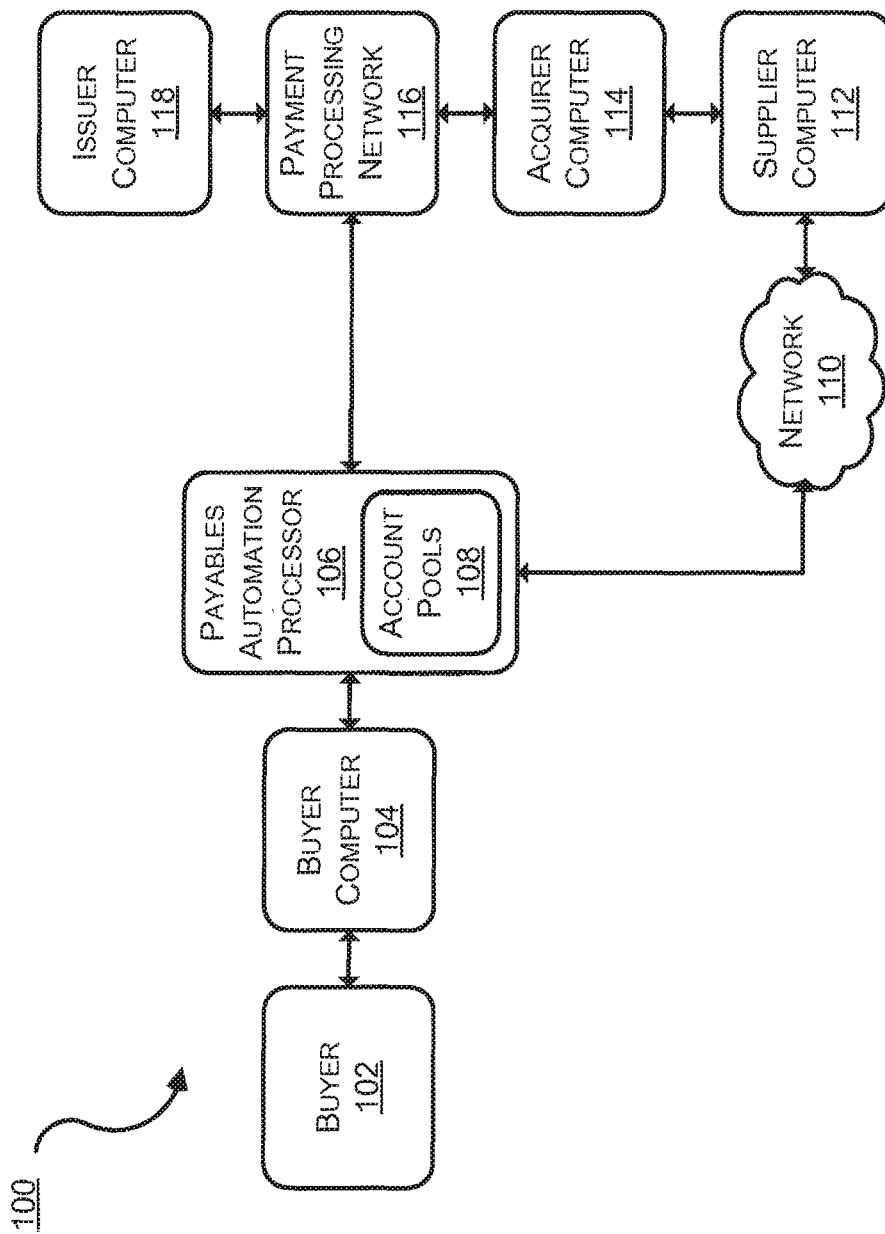 100
BUYER
102
BUYER
COMPUTER
104
PAYABLES
AUTOMATION
PROCESSOR
106
ACCOUNT
POOLS
108
ISSUER
COMPUTER
118
PAYMENT
PROCESSING
NETWORK
116
ACQUIRER
COMPUTER
114
NETWORK
110
SUPPLIER
COMPUTER
112